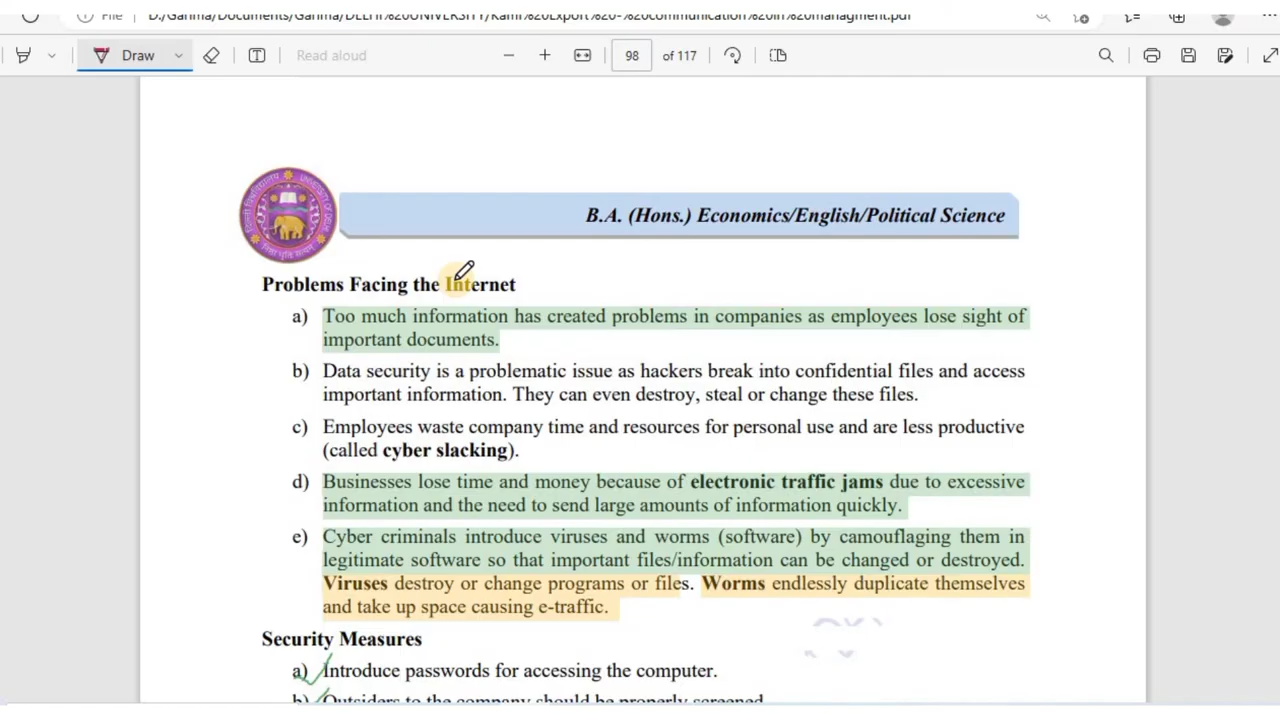 File
D:/Garima/Documents/Garima/DELHI%20UNIVERSITY/Kami%20Export%20-%20communication%20in%20managment.pdf
Draw
Read aloud
98 of 117
B.A. (Hons.) Economics/English/Political Science
Problems Facing the Internet
a) Too much information has created problems in companies as employees lose sight of
important documents.
b) Data security is a problematic issue as hackers break into confidential files and access
important information. They can even destroy, steal or change these files.
c) Employees waste company time and resources for personal use and are less productive
(called cyber slacking).
d) Businesses lose time and money because of electronic traffic jams due to excessive
information and the need to send large amounts of information quickly.
e) Cyber criminals introduce viruses and worms (software) by camouflaging them in
legitimate software so that important files/information can be changed or destroyed.
Viruses destroy or change programs or files. Worms endlessly duplicate themselves
and take up space causing e-traffic.
Security Measures
a) Introduce passwords for accessing the computer.
b) Outsiders to the company should be properly screened.